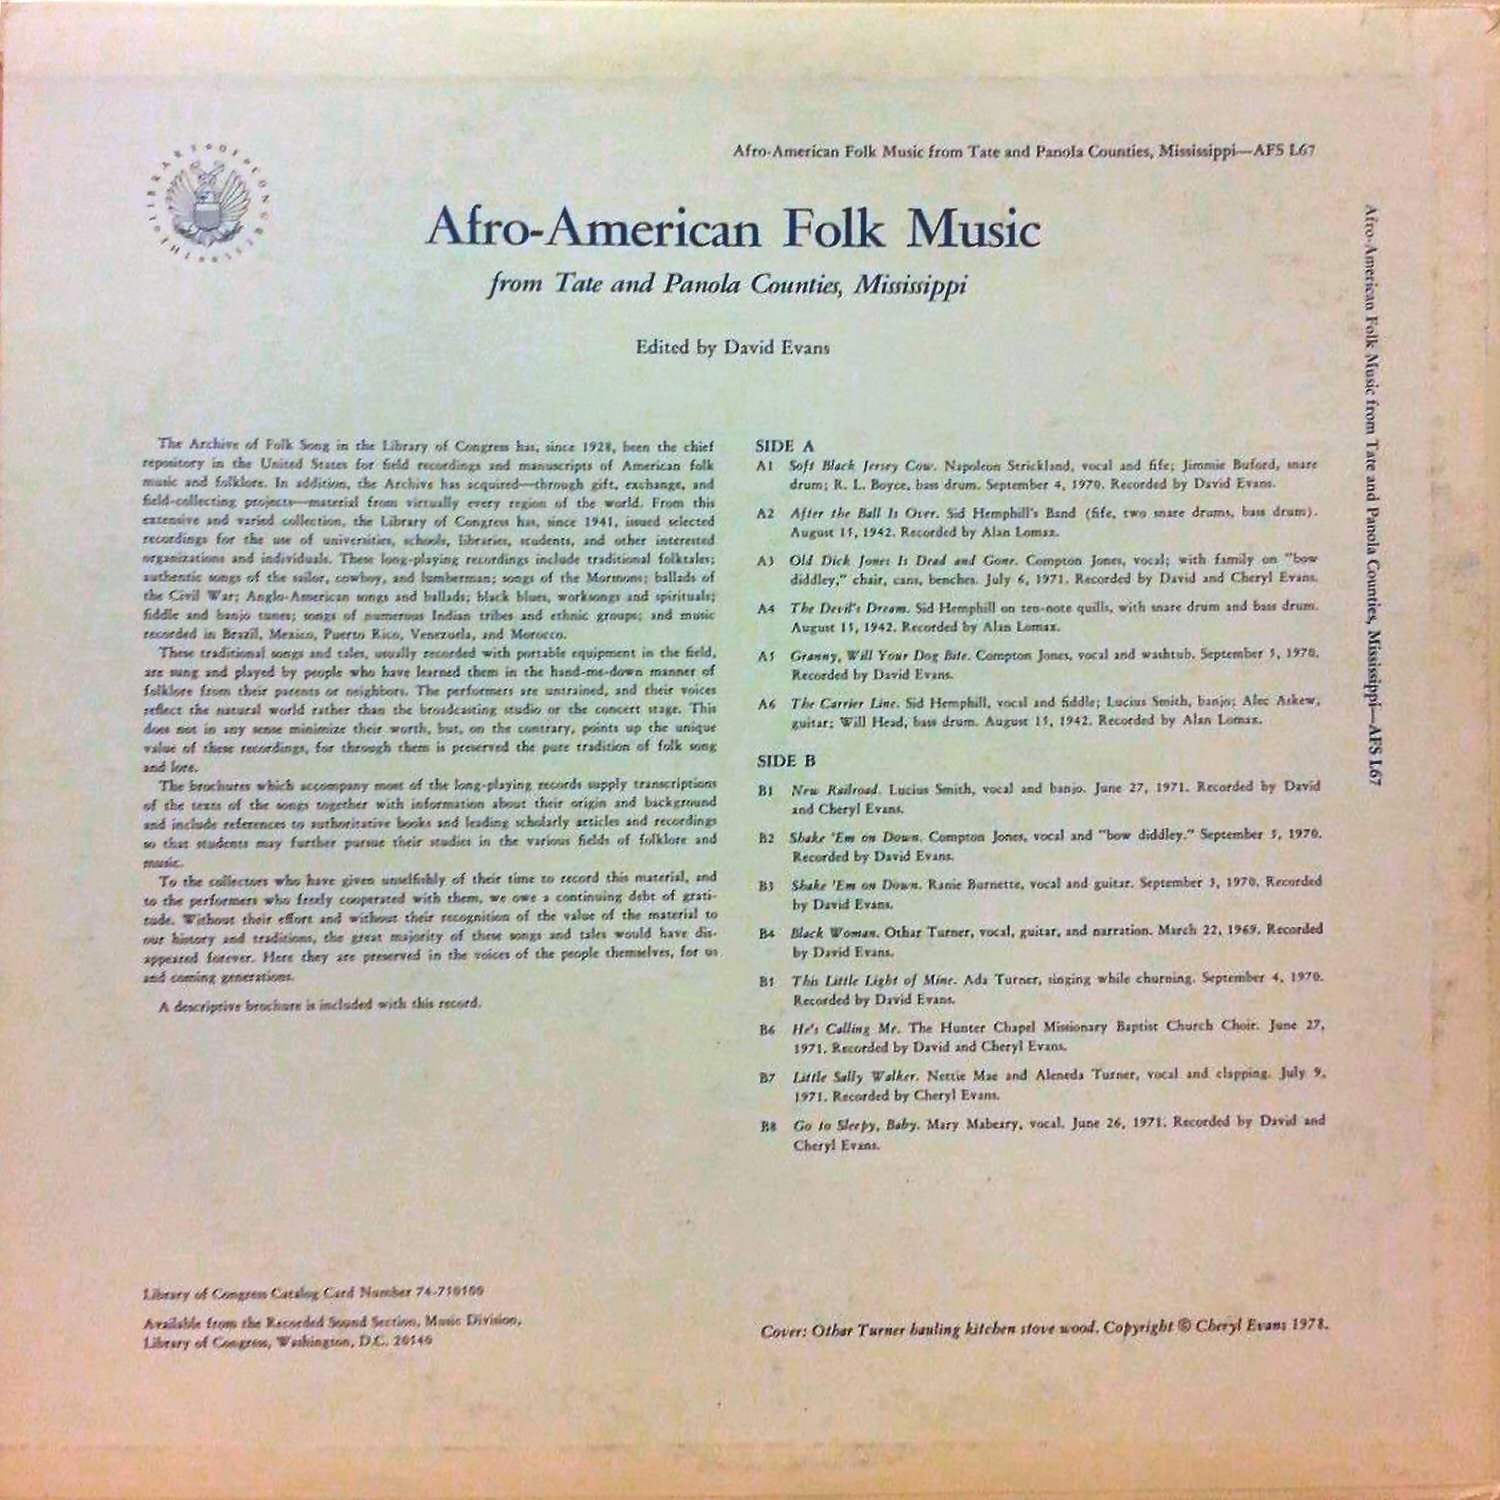 THE LIBRARY OF CONGRESS
Afro-American Folk Music from Tate and Panola Counties, Mississippi—AFS L67
Afro-American Folk Music
from Tate and Panola Counties, Mississippi
Edited by David Evans
The Archive of Folk Song in the Library of Congress has, since 1928, been the chief
repository in the United States for field recordings and manuscripts of American folk
music and folklore. In addition, the Archive has acquired—through gift, exchange, and
field-collecting projects—material from virtually every region of the world. From this
extensive and varied collection, the Library of Congress has, since 1941, issued selected
recordings for the use of universities, schools, libraries, students, and other interested
organizations and individuals. These long-playing recordings include traditional folktales;
authentic songs of the sailor, cowboy, and lumberman; songs of the Mormons; ballads of
the Civil War; Anglo-American songs and ballads; black blues, worksongs and spirituals;
fiddle and banjo tunes; songs of numerous Indian tribes and ethnic groups; and music
recorded in Brazil, Mexico, Puerto Rico, Venezuela, and Morocco.
These traditional songs and tales, usually recorded with portable equipment in the field,
are sung and played by people who have learned them in the hand-me-down manner of
folklore from their parents or neighbors. The performers are untrained, and their voices
reflect the natural world rather than the broadcasting studio or the concert stage. This
does not in any sense minimize their worth, but, on the contrary, points up the unique
value of these recordings, for through them is preserved the pure tradition of folk song
and lore.
The brochures which accompany most of the long-playing records supply transcriptions
of the texts of the songs together with information about their origin and background
and include references to authoritative books and leading scholarly articles and recordings
so that students may further pursue their studies in the various fields of folklore and
music.
To the collectors who have given unselfishly of their time to record this material, and
to the performers who freely cooperated with them, we owe a continuing debt of grati-
tude. Without their effort and without their recognition of the value of the material to
our history and traditions, the great majority of these songs and tales would have dis-
appeared forever. Here they are preserved in the voices of the people themselves, for us
and coming generations.
A descriptive brochure is included with this record.
SIDE A
A1 Soft Black Jersey Cow. Napoleon Strickland, vocal and fife; Jimmie Buford, snare
drum; R. L. Boyce, bass drum. September 4, 1970. Recorded by David Evans.
A2 After the Ball Is Over. Sid Hemphill's Band (fife, two snare drums, bass drum).
August 15, 1942. Recorded by Alan Lomax.
A3 Old Dick Jones Is Dead and Gone. Compton Jones, vocal; with family on "bow
diddley," chair, cans, benches. July 6, 1971. Recorded by David and Cheryl Evans.
A4 The Devil's Dream. Sid Hemphill on ten-note quills, with snare drum and bass drum.
August 15, 1942. Recorded by Alan Lomax.
A5 Granny, Will Your Dog Bite. Compton Jones, vocal and washtub. September 5, 1970.
Recorded by David Evans.
A6 The Carrier Line. Sid Hemphill, vocal and fiddle; Lucius Smith, banjo; Alec Askew,
guitar; Will Head, bass drum. August 15, 1942. Recorded by Alan Lomax.
SIDE B
B1 New Railroad. Lucius Smith, vocal and banjo. June 27, 1971. Recorded by David
and Cheryl Evans.
B2 Shake 'Em on Down. Compton Jones, vocal and "bow diddley." September 5, 1970.
Recorded by David Evans.
B3 Shake 'Em on Down. Ranie Burnette, vocal and guitar. September 3, 1970. Recorded
by David Evans.
B4 Black Woman. Othar Turner, vocal, guitar, and narration. March 22, 1969. Recorded
by David Evans.
B5 This Little Light of Mine. Ada Turner, singing while churning. September 4, 1970.
Recorded by David Evans.
B6 He's Calling Me. The Hunter Chapel Missionary Baptist Church Choir. June 27,
1971. Recorded by David and Cheryl Evans.
B7 Little Sally Walker. Nettie Mae and Aleneda Turner, vocal and clapping. July 9,
1971. Recorded by Cheryl Evans.
B8 Go to Sleepy, Baby. Mary Mabeary, vocal. June 26, 1971. Recorded by David and
Cheryl Evans.
Library of Congress Catalog Card Number
Available from the Recorded Sound Section, Music Division,
Library of Congress, Washington, D.C. 20540
Cover: Othar Turner hauling kitchen stove wood. Copyright © Cheryl Evans 1978.
Afro-American Folk Music from Tate and Panola Counties, Mississippi—AFS L67